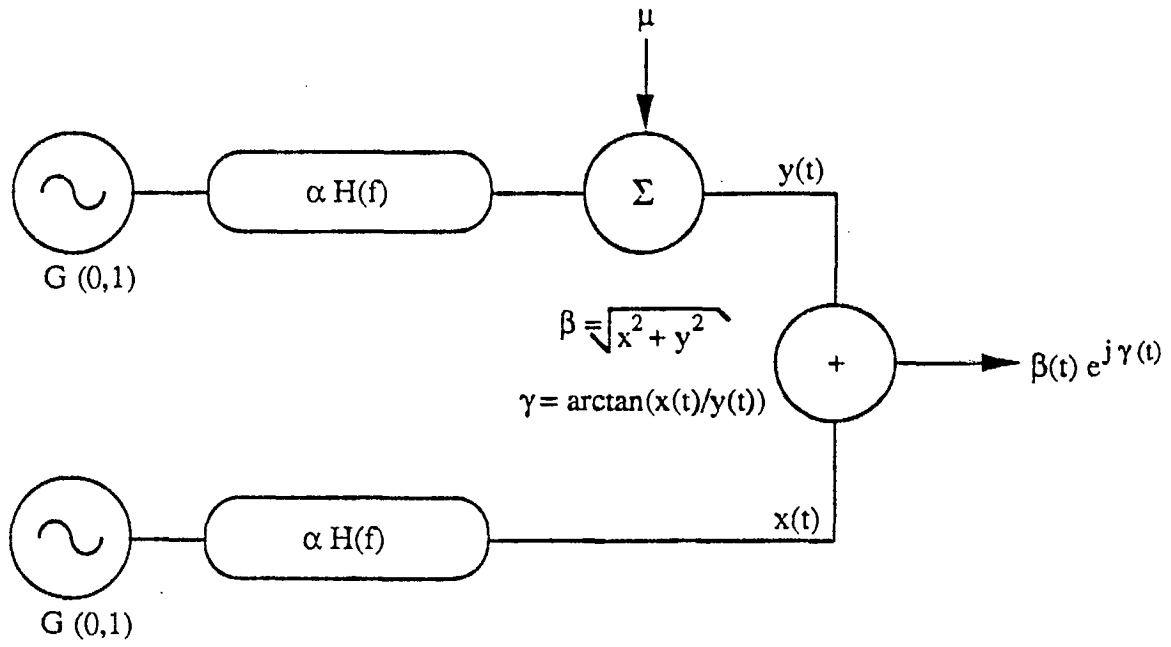 μ
α H(f)
Σ
y(t)
G (0,1)
β = √x² + y²
+
β(t) e^{j γ(t)}
γ = arctan(x(t)/y(t))
x(t)
α H(f)
G (0,1)